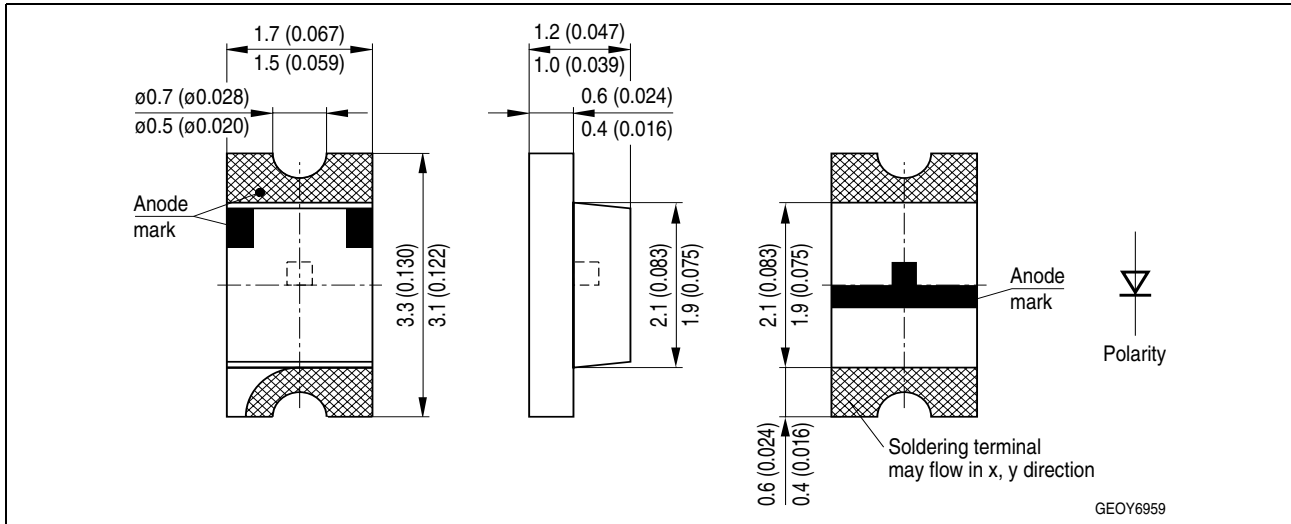 1.7 (0.067)
1.5 (0.059)
ø0.7 (ø0.028)
ø0.5 (ø0.020)
Anode
mark
3.3 (0.130)
3.1 (0.122)
1.2 (0.047)
1.0 (0.039)
0.6 (0.024)
0.4 (0.016)
2.1 (0.083)
1.9 (0.075)
2.1 (0.083)
1.9 (0.075)
0.6 (0.024)
0.4 (0.016)
Anode
mark
Polarity
Soldering terminal
may flow in x, y direction
GEOY6959